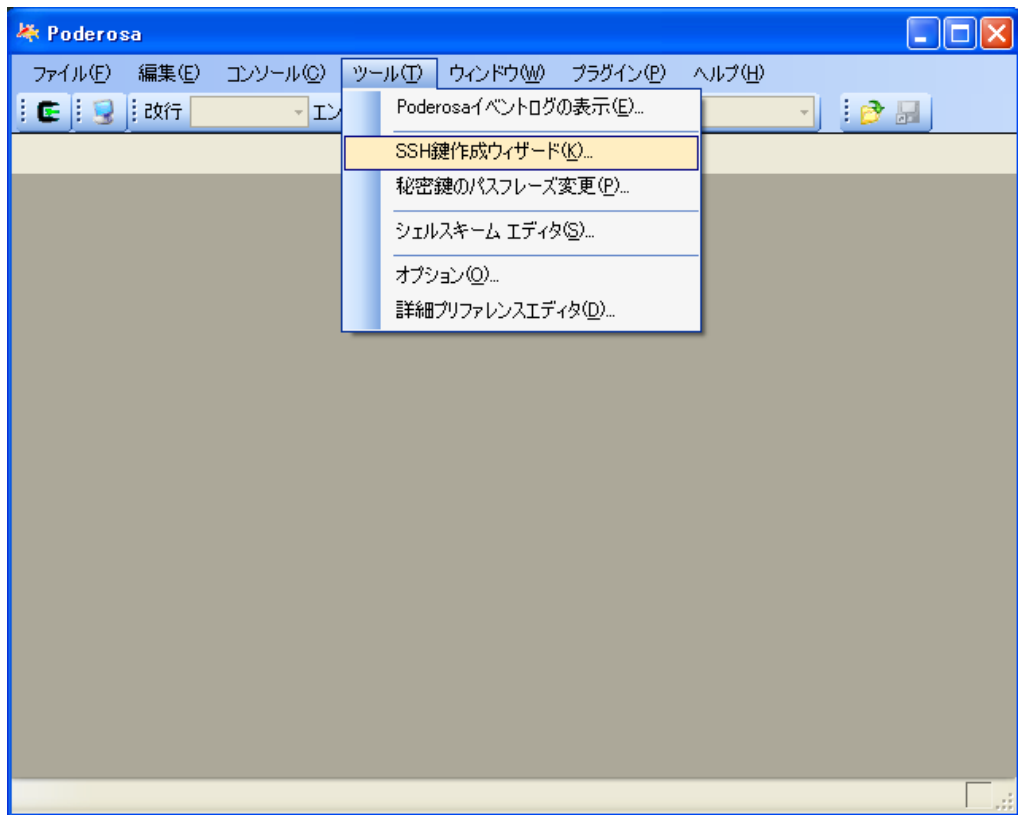 Poderosa
ファイル(F) 編集(E) コンソール(C) ツール(T) ウィンドウ(W) プラグイン(P) ヘルプ(H)
改行 エン
Poderosaイベントログの表示(E)...
SSH鍵作成ウィザード(K)...
秘密鍵のパスフレーズ変更(P)...
シェルスキーム エディタ(S)...
オプション(O)...
詳細プリファレンスエディタ(D)...